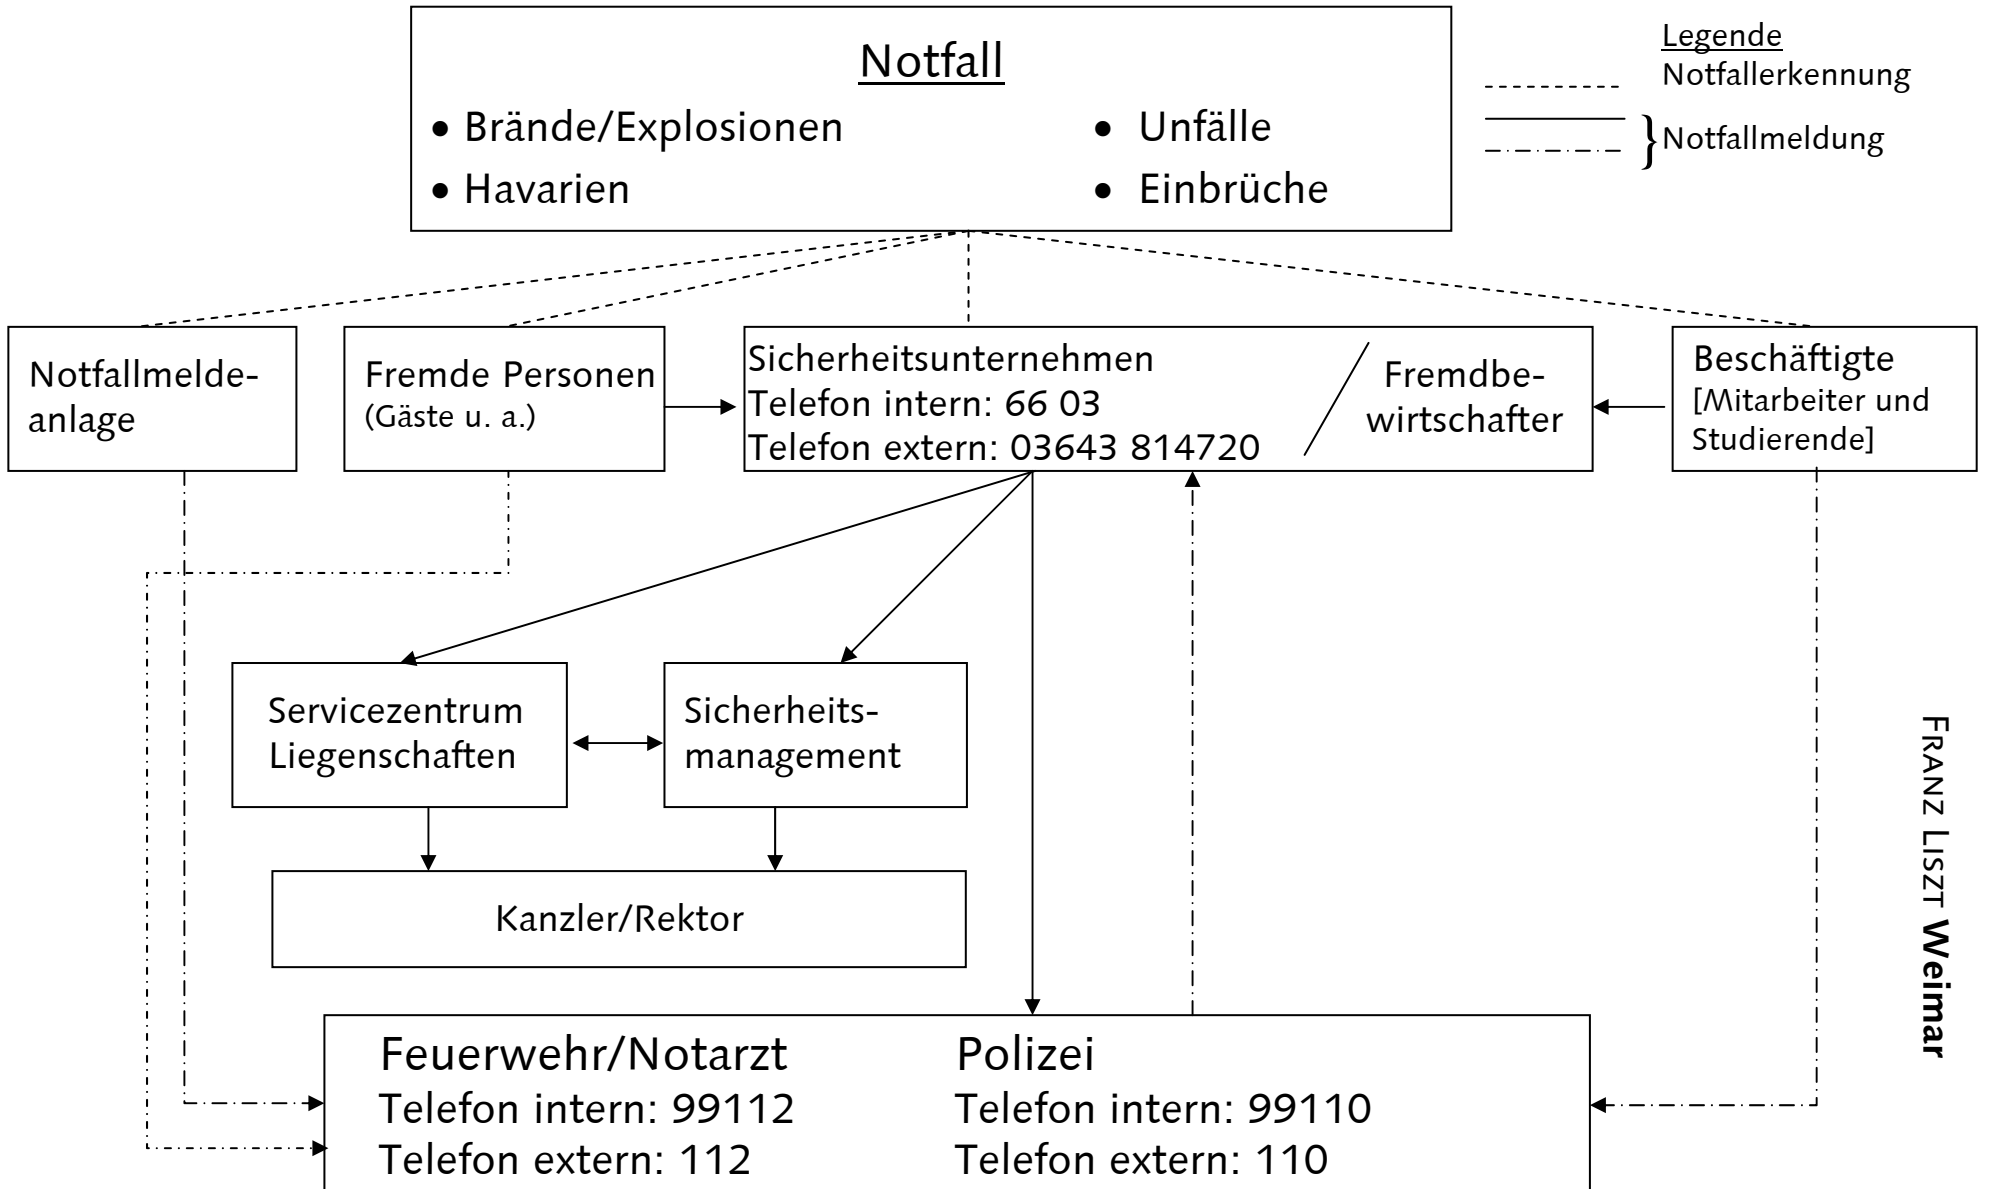 Notfall
• Brände/Explosionen
• Unfälle
• Havarien
• Einbrüche
Legende
Notfallerkennung
}Notfallmeldung
Notfallmelde-
anlage
Fremde Personen
(Gäste u. a.)
Sicherheitsunternehmen
Telefon intern: 66 03
Telefon extern: 03643 814720
/
Fremdbe-
wirtschafter
Beschäftigte
[Mitarbeiter und
Studierende]
Servicezentrum
Liegenschaften
Sicherheits-
management
Kanzler/Rektor
Feuerwehr/Notarzt
Telefon intern: 99112
Telefon extern: 112
Polizei
Telefon intern: 99110
Telefon extern: 110
FRANZ LISZT Weimar